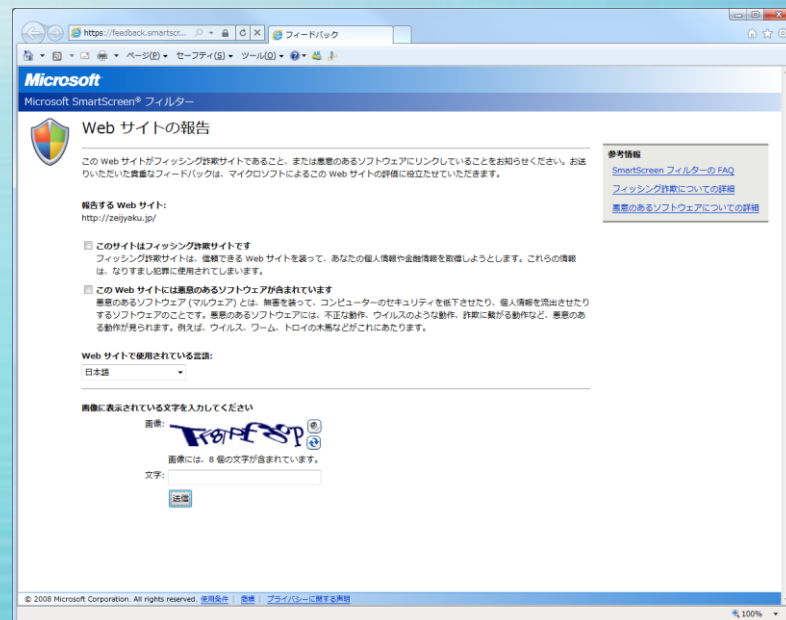 https://feedback.smartscr...
フィードバック
ページ(P)
セーフティ(S)
ツール(O)
Microsoft
Microsoft SmartScreen® フィルター
Web サイトの報告
この Web サイトがフィッシング詐欺サイトであること、または悪意のあるソフトウェアにリンクしていることをお知らせください。お送
りいただいた貴重なフィードバックは、マイクロソフトによるこの Web サイトの評価に役立たせていただきます。
報告する Web サイト:
http://zeijyaku.jp/
このサイトはフィッシング詐欺サイトです
フィッシング詐欺サイトは、信頼できる Web サイトを装って、あなたの個人情報や金融情報を取得しようとします。これらの情報
は、なりすまし犯罪に使用されてしまいます。
この Web サイトには悪意のあるソフトウェアが含まれています
悪意のあるソフトウェア (マルウェア) とは、無害を装って、コンピューターのセキュリティを低下させたり、個人情報を流出させたり
するソフトウェアのことです。悪意のあるソフトウェアには、不正な動作、ウイルスのような動作、詐欺に繋がる動作など、悪意のあ
る動作が見られます。例えば、ウイルス、ワーム、トロイの木馬などがこれにあたります。
Web サイトで使用されている言語:
日本語
画像に表示されている文字を入力してください
画像:
画像には、8 個の文字が含まれています。
文字:
送信
参考情報
SmartScreen フィルターの FAQ
フィッシング詐欺についての詳細
悪意のあるソフトウェアについての詳細
© 2008 Microsoft Corporation. All rights reserved. 使用条件 | 商標 | プライバシーに関する声明
100%